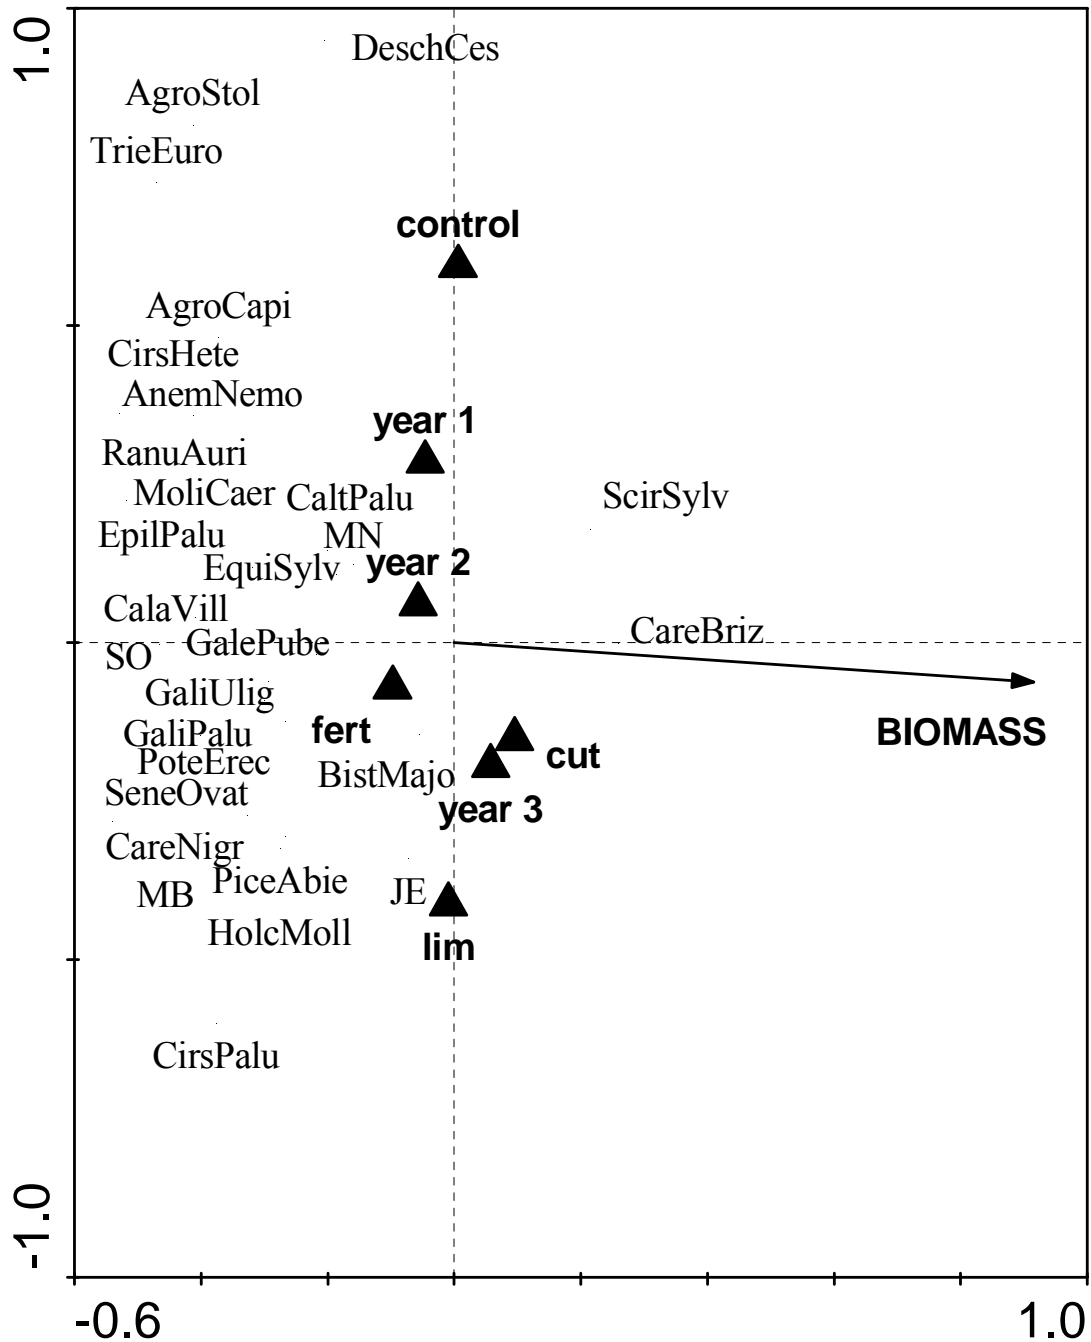 1.0
DeschCes
AgroStol
TrieEuro
control
AgroCapi
CirsHete
AnemNemo
year 1
RanuAuri
MoliCaer CaltPalu ScirSylv
EpilPalu MN
EquiSylv year 2
CalaVill
GalePube CareBriz
SO
GaliUlig
GaliPalu fert BIOMASS
PoteErec cut
BistMajo
SeneOvat
year 3
CareNigr
MB PiceAbie JE
HolcMoll
lim
CirsPalu
-1.0
-0.6 1.0